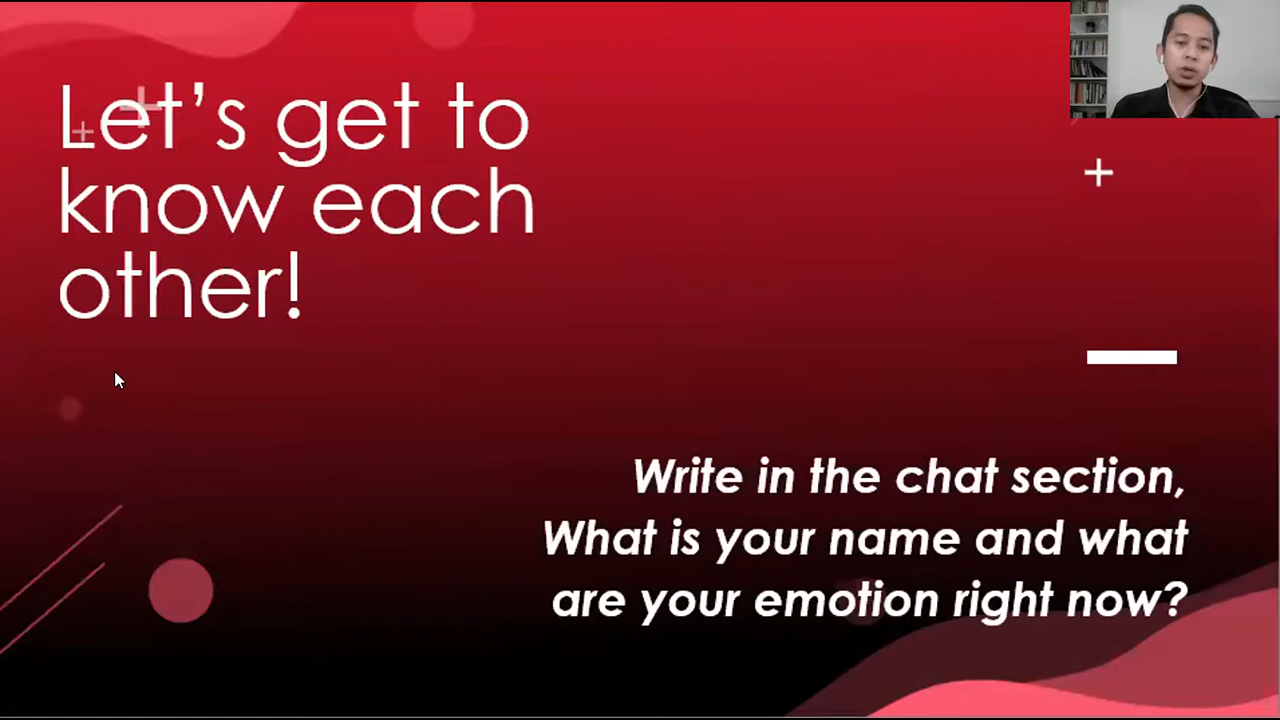 Let’s get to
know each
other!
Write in the chat section,
What is your name and what
are your emotion right now?